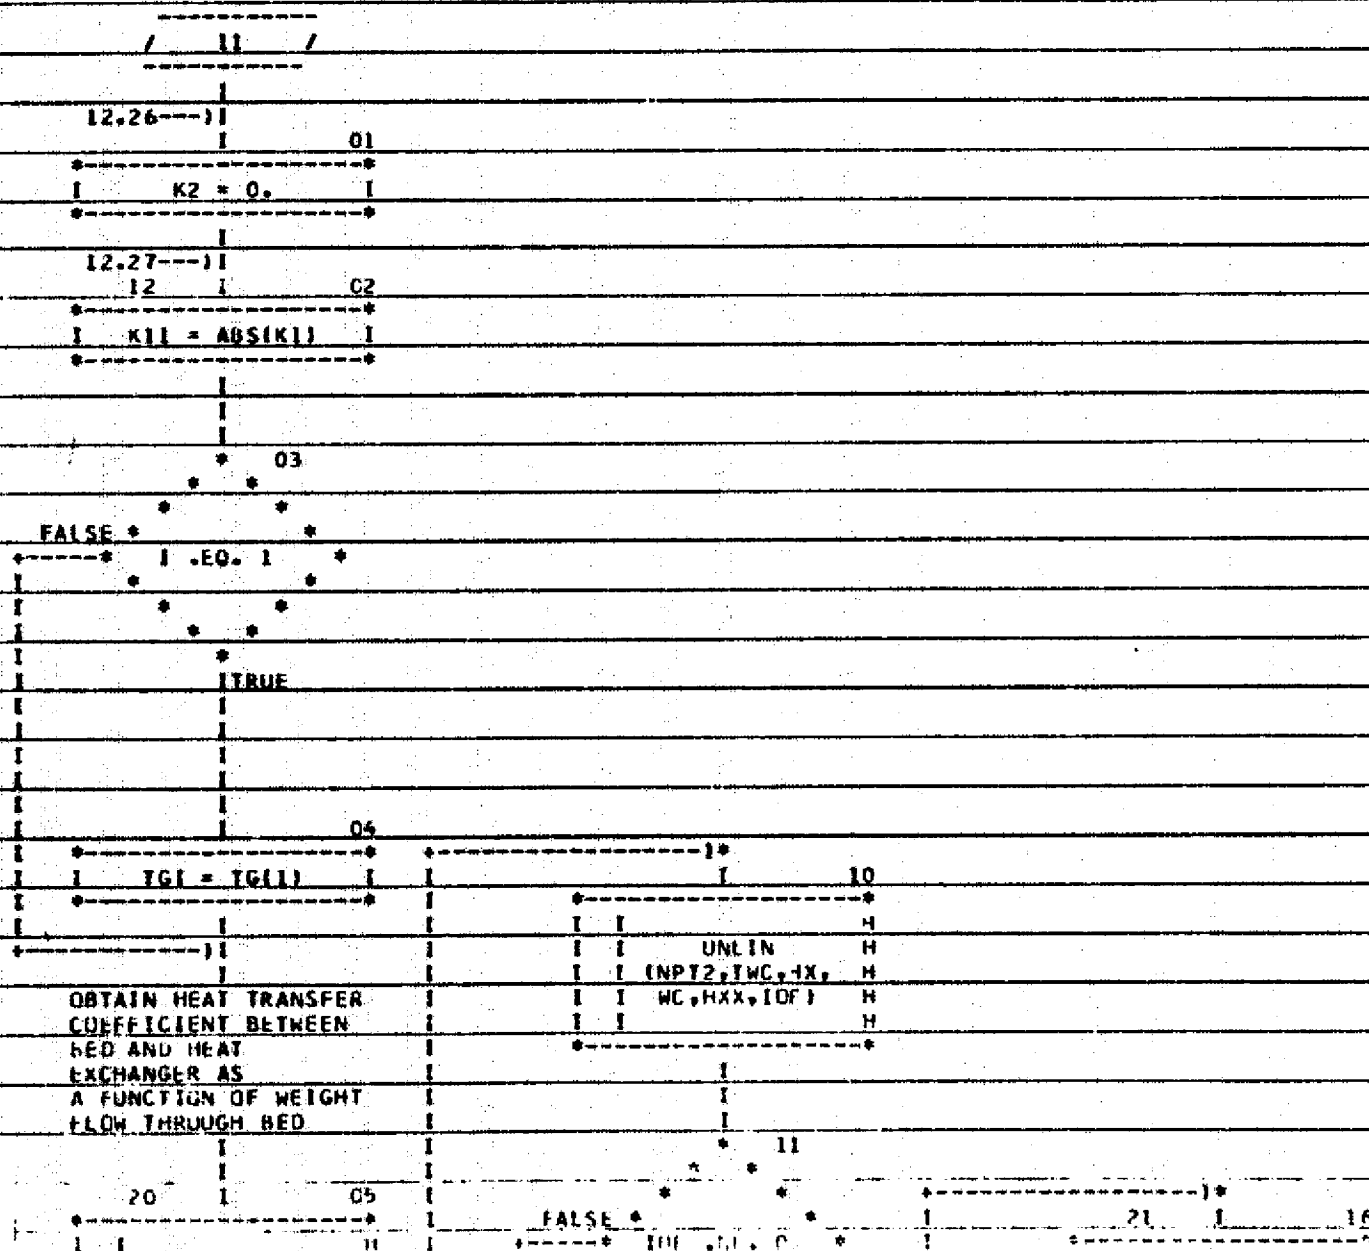 11
12.26---)I
I 01
K2 = 0.
12.27---)I
12 I 02
K11 = ABS(K1)
03
FALSE
I .EQ. 1
TRUE
04
TGI = TG(1)
10
UNLIN
(NPT2,TWC,HX,
WC,HXX,IOF)
OBTAIN HEAT TRANSFER
COEFFICIENT BETWEEN
BED AND HEAT
EXCHANGER AS
A FUNCTION OF WEIGHT
FLOW THROUGH BED
11
20 05
FALSE
21 16